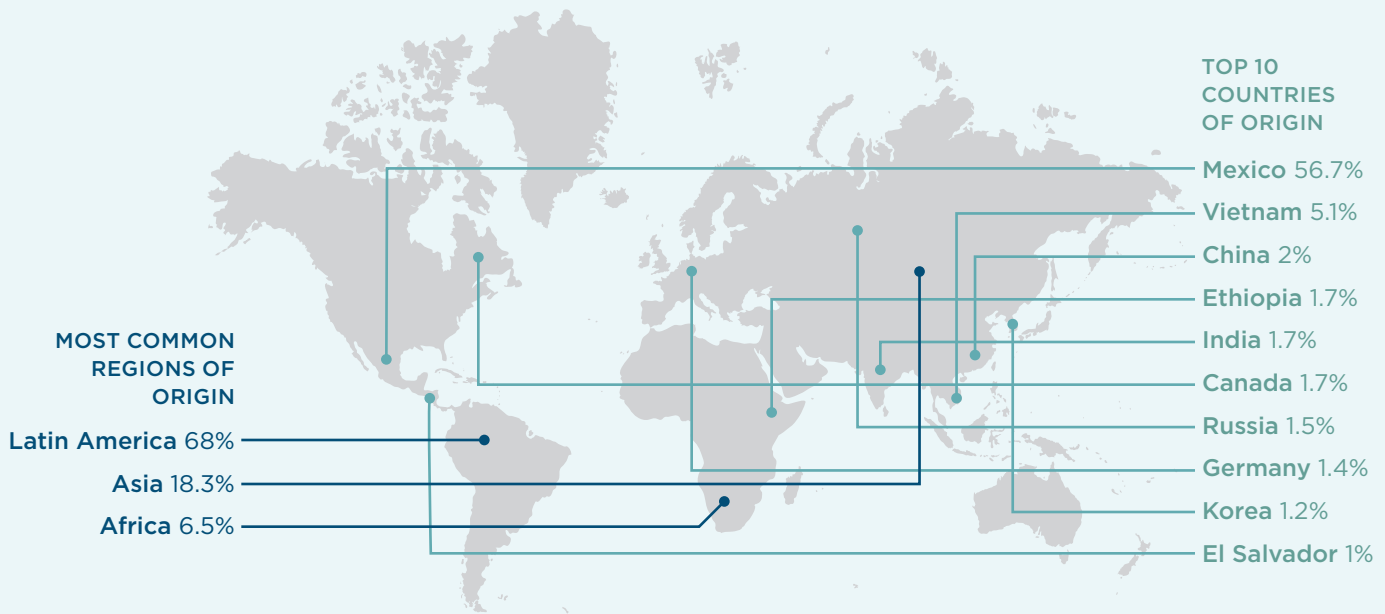 TOP 10
COUNTRIES
OF ORIGIN
Mexico 56.7%
Vietnam 5.1%
China 2%
Ethiopia 1.7%
India 1.7%
Canada 1.7%
Russia 1.5%
Germany 1.4%
Korea 1.2%
El Salvador 1%
MOST COMMON
REGIONS OF
ORIGIN
Latin America 68%
Asia 18.3%
Africa 6.5%